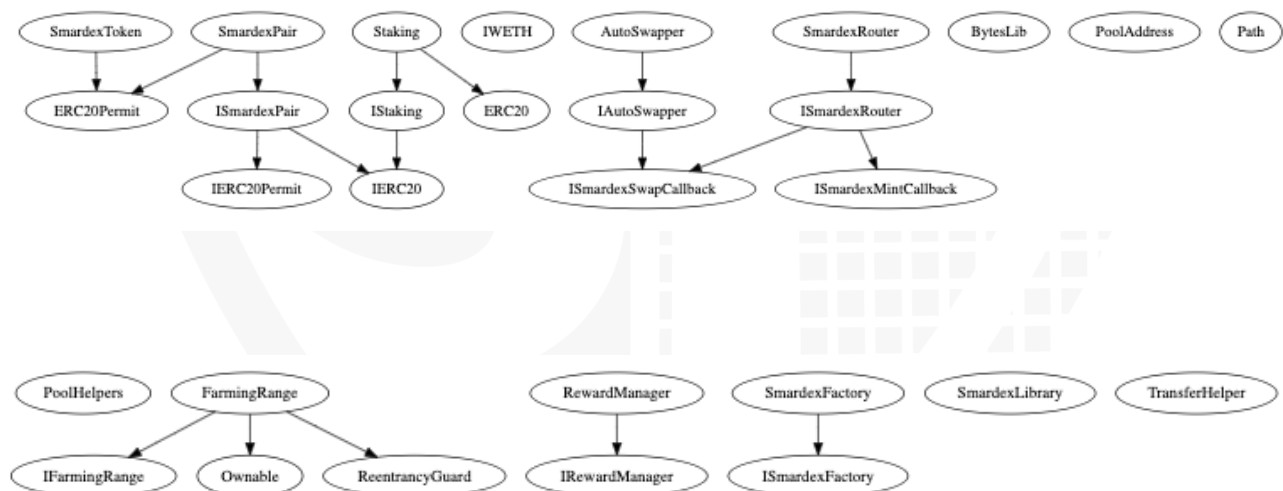 SmardexToken SmardexPair Staking IWETH AutoSwapper SmardexRouter BytesLib PoolAddress Path
ERC20Permit ISmardexPair IStaking ERC20 IAutoSwapper ISmardexRouter
IERC20Permit IERC20 ISmardexSwapCallback ISmardexMintCallback
PoolHelpers FarmingRange RewardManager SmardexFactory SmardexLibrary TransferHelper
IFarmingRange Ownable ReentrancyGuard IRewardManager ISmardexFactory